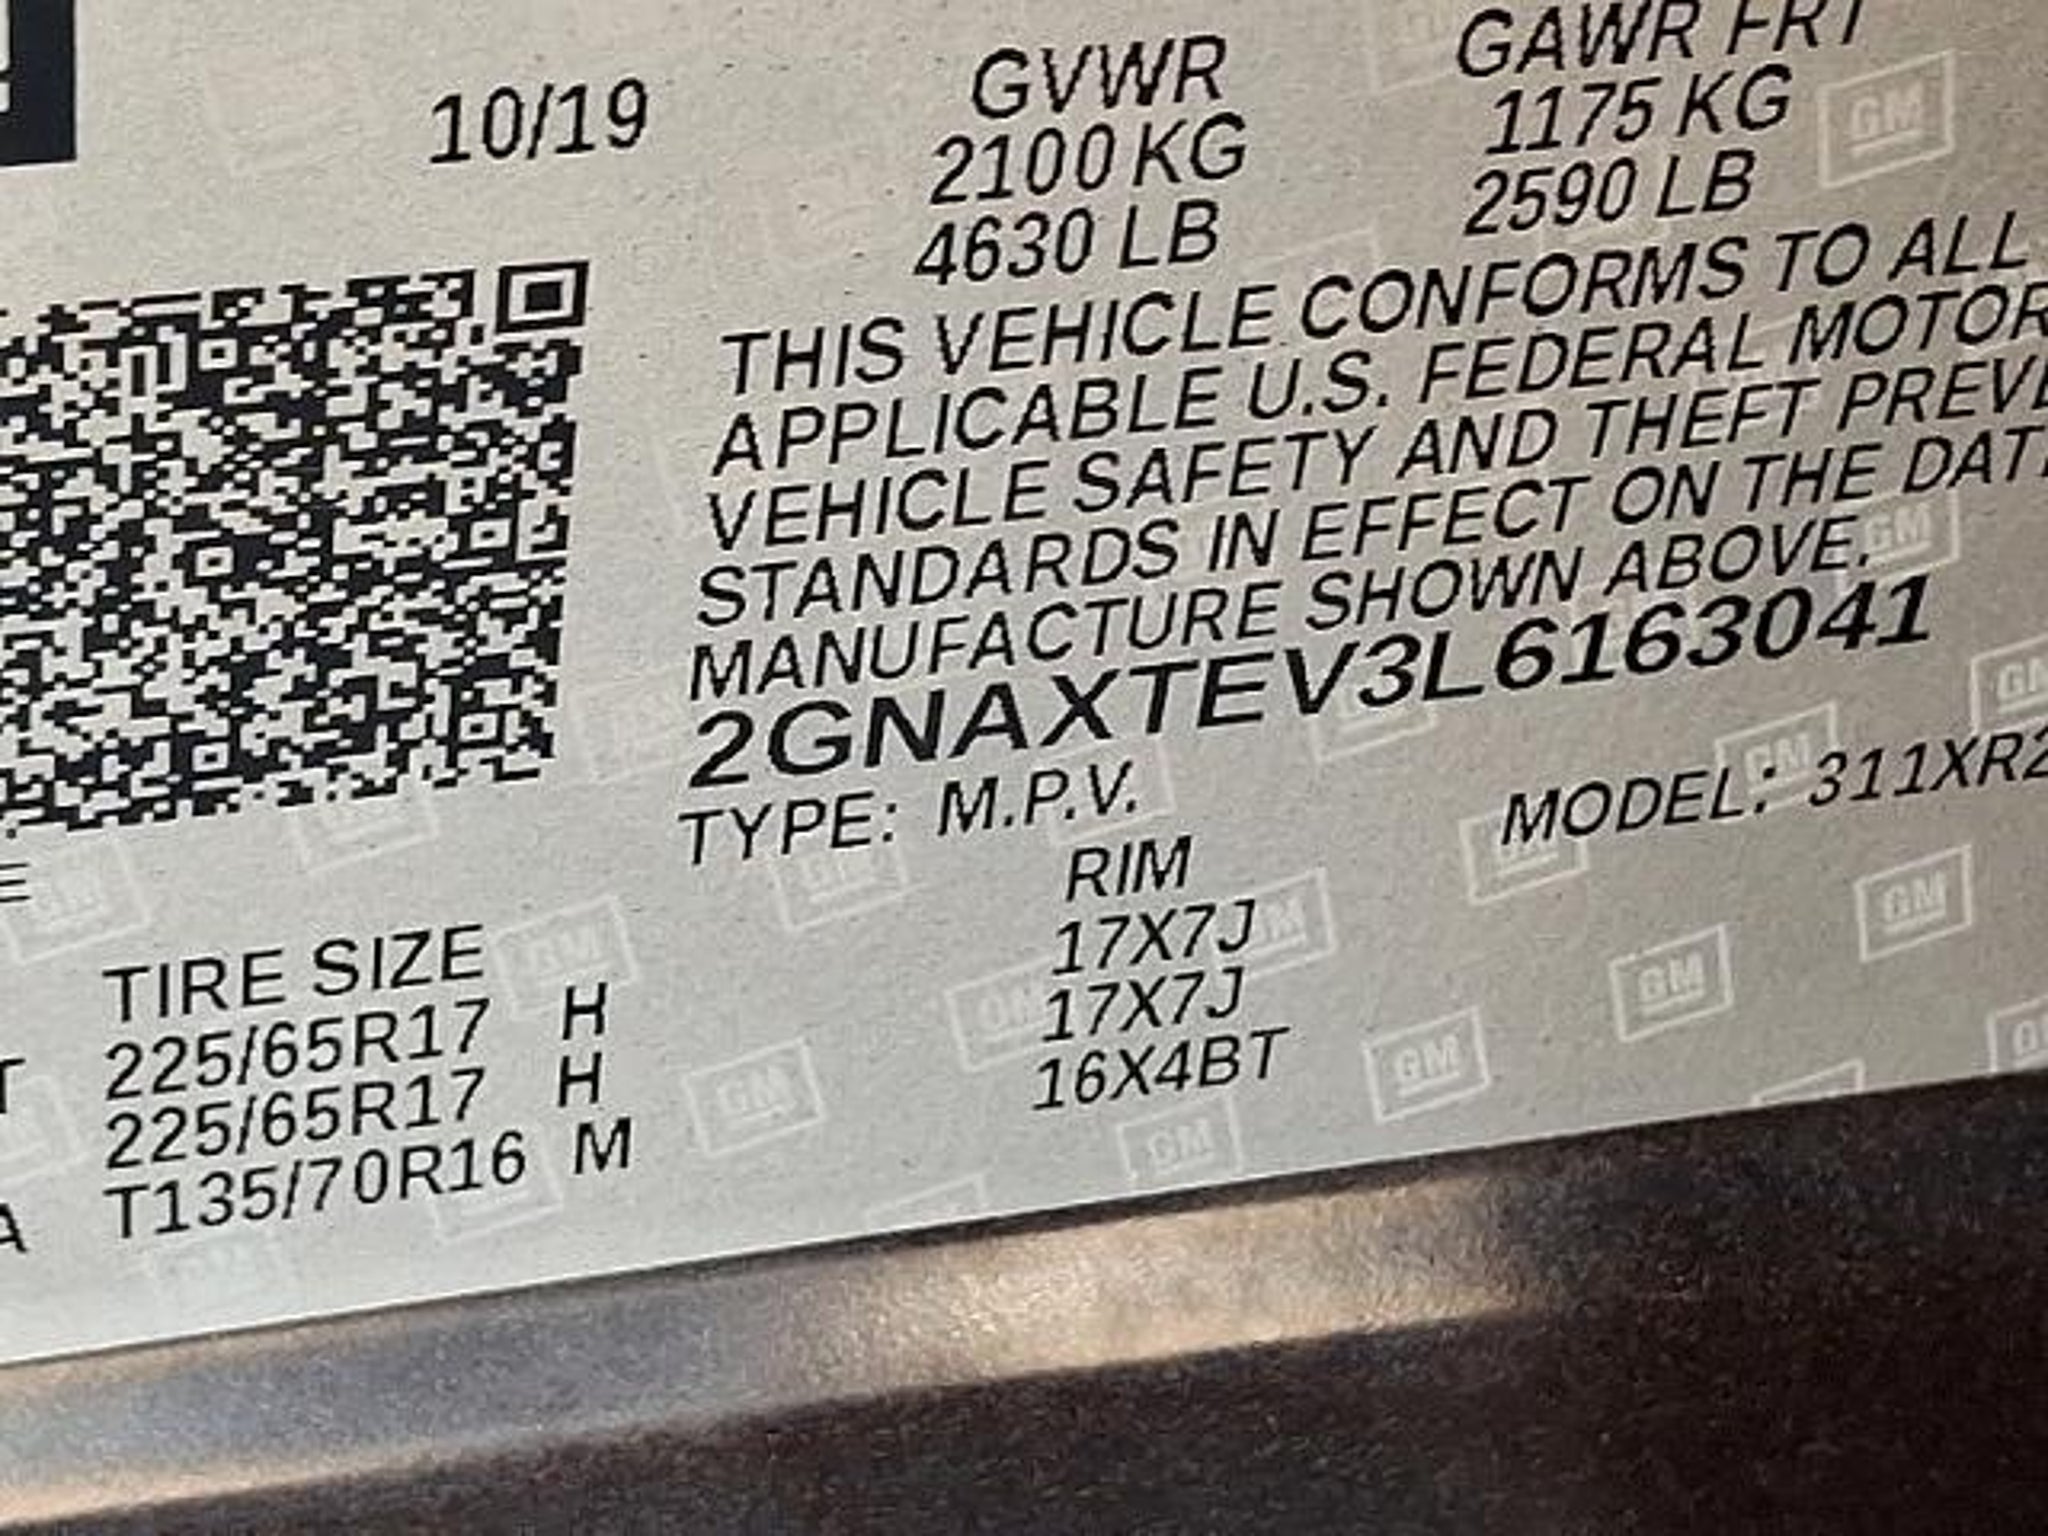 10/19
GVWR GAWR FRT
2100 KG 1175 KG
4630 LB 2590 LB
THIS VEHICLE CONFORMS TO ALL
APPLICABLE U.S. FEDERAL MOTOR
VEHICLE SAFETY AND THEFT PREVE
STANDARDS IN EFFECT ON THE DAT
MANUFACTURE SHOWN ABOVE.
2GNAXTEV3L6163041
TYPE: M.P.V. MODEL: 311XR2
TIRE SIZE RIM
225/65R17 H 17X7J
225/65R17 H 17X7J
T135/70R16 M 16X4BT